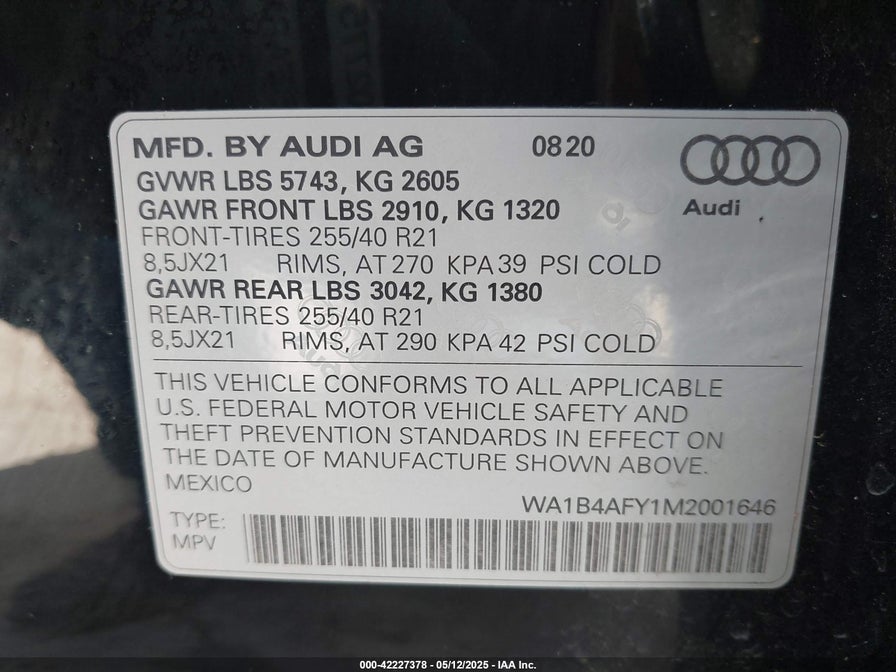 MFD. BY AUDI AG 0820
GVWR LBS 5743, KG 2605
GAWR FRONT LBS 2910, KG 1320
Audi
FRONT-TIRES 255/40 R21
8,5JX21 RIMS, AT 270 KPA 39 PSI COLD
GAWR REAR LBS 3042, KG 1380
REAR-TIRES 255/40 R21
8,5JX21 RIMS, AT 290 KPA 42 PSI COLD
THIS VEHICLE CONFORMS TO ALL APPLICABLE
U.S. FEDERAL MOTOR VEHICLE SAFETY AND
THEFT PREVENTION STANDARDS IN EFFECT ON
THE DATE OF MANUFACTURE SHOWN ABOVE.
MEXICO
WA1B4AFY1M2001646
TYPE:
MPV
000-42227378 - 05/12/2025 - IAA Inc.